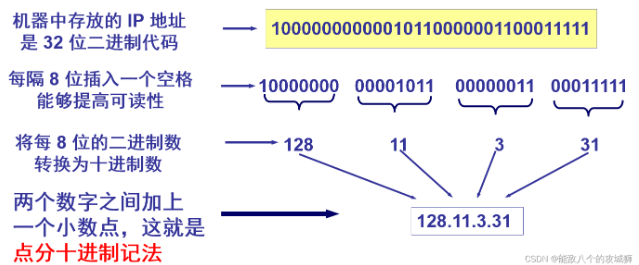 机器中存放的 IP 地址
是 32 位二进制代码
10000000000010110000001100011111
每隔 8 位插入一个空格
能够提高可读性
10000000 00001011 00000011 00011111
将每 8 位的二进制数
转换为十进制数
128 11 3 31
两个数字之间加上
一个小数点，这就是
点分十进制记法
128.11.3.31
CSDN @能敌八个的攻城狮